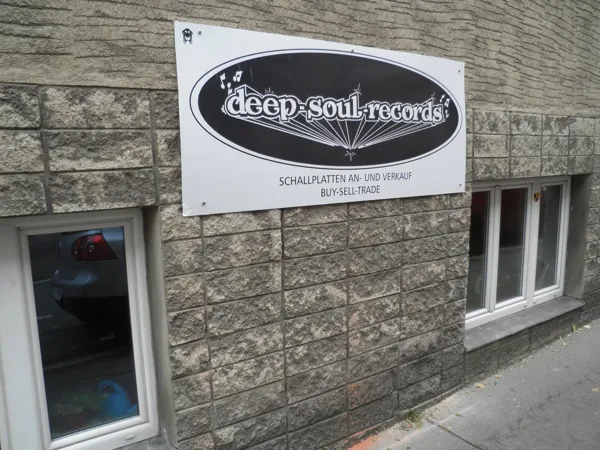 deep-soul-records
SCHALLPLATTEN AN- UND VERKAUF
BUY-SELL-TRADE